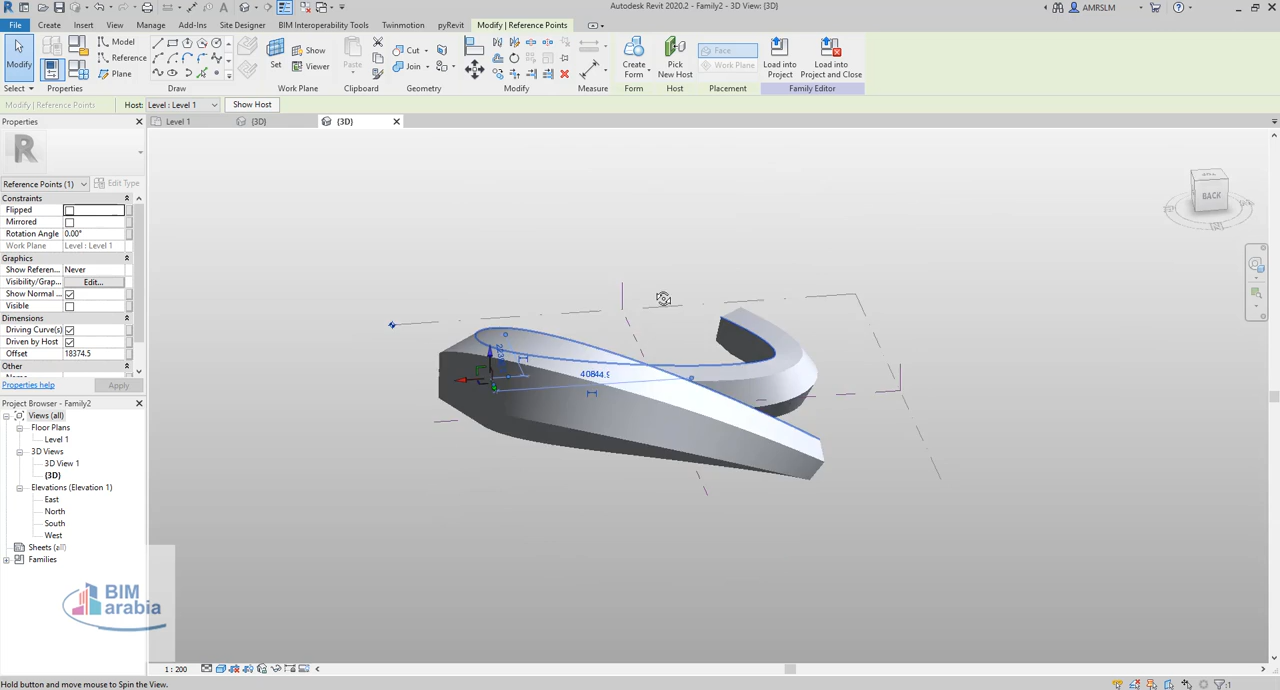 Autodesk Revit 2020.2 - Family2 - 3D View: {3D}
AMRSLM
File Create Insert View Manage Add-Ins Site Designer BIM Interoperability Tools Twinmotion pyRevit Modify | Reference Points
Modify
Model
Reference
Plane
Set
Show
Viewer
Paste
Cut
Join
Create
Form
Pick
New Host
Face
Work Plane
Load into
Project
Load into
Project and Close
Select Properties Draw Work Plane Clipboard Geometry Modify Measure Form Host Placement Family Editor
Modify | Reference Points Host: Level : Level 1 Show Host
Properties
Level 1 {3D} {3D}
R
Reference Points (1) Edit Type
Constraints
Flipped
Mirrored
Rotation Angle 0.00°
Work Plane Level : Level 1
Graphics
Show Referen... Never
Visibility/Grap... Edit...
Show Normal ...
Visible
Dimensions
Driving Curve(s)
Driven by Host
Offset 18374.5
Other
Properties help Apply
Project Browser - Family2
Views (all)
Floor Plans
Level 1
3D Views
3D View 1
{3D}
Elevations (Elevation 1)
East
North
South
West
Sheets (all)
Families
BIM
arabia
40844.9
BACK
1 : 200
Hold button and move mouse to Spin the View.
:1